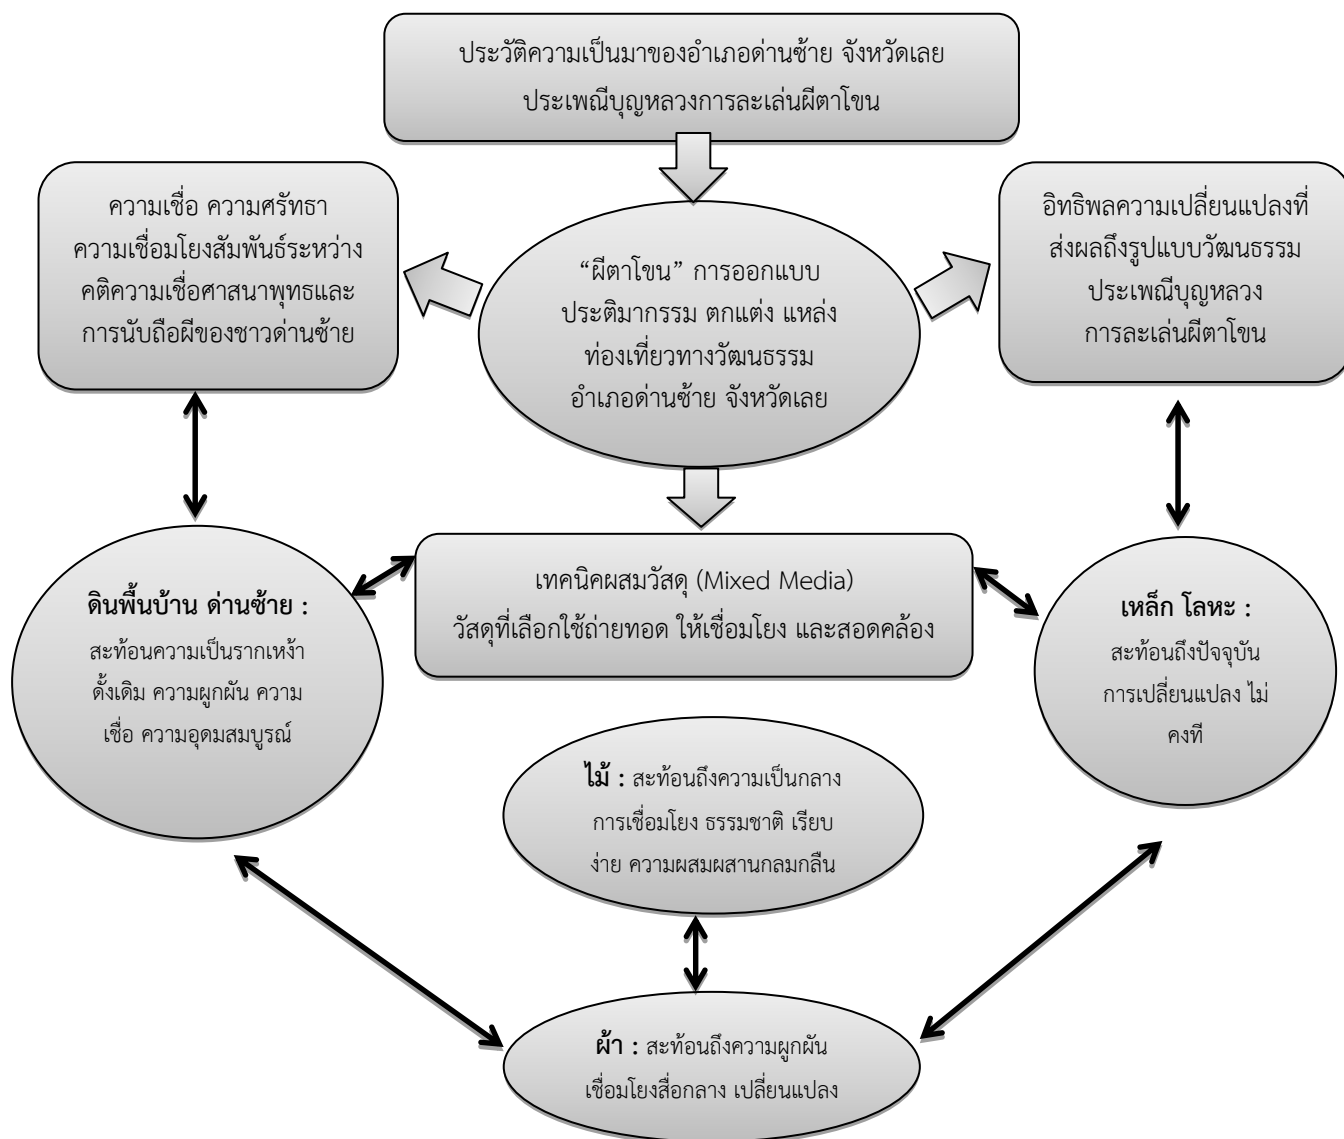 ประวัติความเป็นมาของอำเภอด่านซ้าย จังหวัดเลย
ประเพณีบุญหลวงการละเล่นผีตาโขน
ความเชื่อ ความศรัทธา
ความเชื่อมโยงสัมพันธ์ระหว่าง
คติความเชื่อศาสนาพุทธและ
การนับถือผีของชาวด่านซ้าย
“ผีตาโขน” การออกแบบ
ประติมากรรม ตกแต่ง แหล่ง
ท่องเที่ยวทางวัฒนธรรม
อำเภอด่านซ้าย จังหวัดเลย
อิทธิพลความเปลี่ยนแปลงที่
ส่งผลถึงรูปแบบวัฒนธรรม
ประเพณีบุญหลวง
การละเล่นผีตาโขน
ดินพื้นบ้าน ด่านซ้าย :
สะท้อนความเป็นรากเหง้า
ดั้งเดิม ความผูกผัน ความ
เชื่อ ความอุดมสมบูรณ์
เทคนิคผสมวัสดุ (Mixed Media)
วัสดุที่เลือกใช้ถ่ายทอด ให้เชื่อมโยง และสอดคล้อง
เหล็ก โลหะ :
สะท้อนถึงปัจจุบัน
การเปลี่ยนแปลง ไม่
คงที
ไม้ : สะท้อนถึงความเป็นกลาง
การเชื่อมโยง ธรรมชาติ เรียบ
ง่าย ความผสมผสานกลมกลืน
ผ้า : สะท้อนถึงความผูกผัน
เชื่อมโยงสื่อกลาง เปลี่ยนแปลง